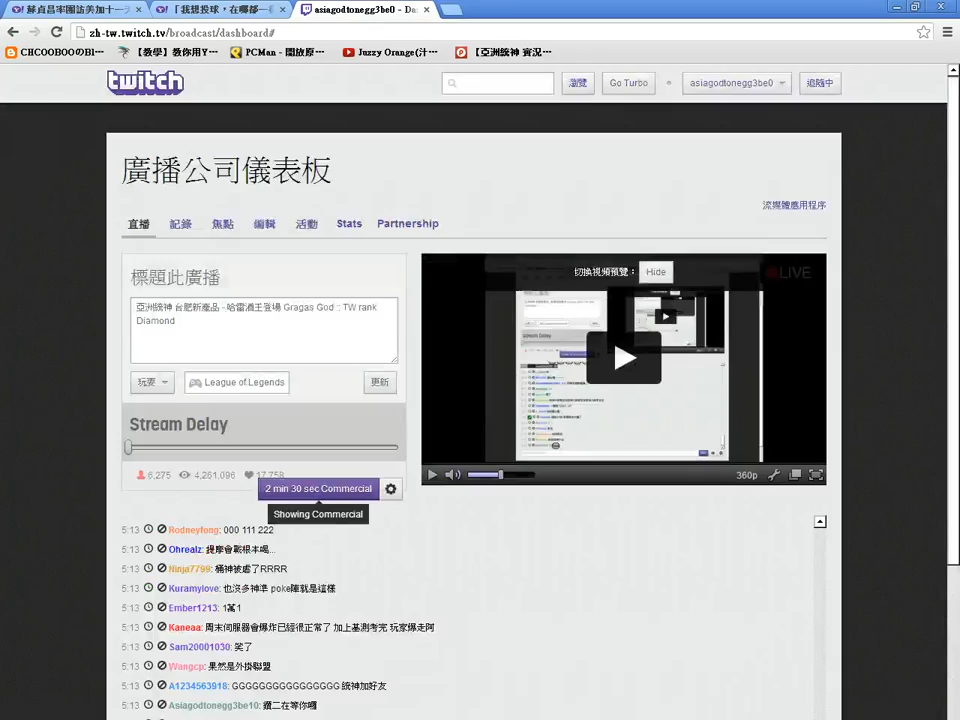 蘇貞昌率團訪美加十一天
「我想投球，在哪都一樣
asiagodtonegg3be0 - Da
zh-tw.twitch.tv/broadcast/dashboard#
CHCOOBOO的Bl⋯
【教學】教你用Y⋯
PCMan - 開放原⋯
Juzzy Orange(汁⋯
【亞洲統神 實況⋯
twitch
瀏覽
Go Turbo
asiagodtonegg3be0
追隨中
廣播公司儀表板
流媒體應用程序
直播 記錄 焦點 編輯 活動 Stats Partnership
標題此廣播
亞洲統神 台肥新產品 - 哈雷酒王登場 Gragas God :: TW rank
Diamond
玩耍
League of Legends
更新
Stream Delay
6,275 4,261,096 17,758
2 min 30 sec Commercial
Showing Commercial
切換視頻預覽：
Hide
LIVE
360p
5:13 Rodneyfong: 000 111 222
5:13 Ohrealz: 提摩會戰根本喝...
5:13 Ninja7799: 桶神被虐了RRRR
5:13 Kuramylove: 也沒多神準 poke陣就是這樣
5:13 Ember1213: 1萬1
5:13 Kaneaa: 周末伺服器會爆炸已經很正常了 加上基測考完 玩家爆走阿
5:13 Sam20001030: 笑了
5:13 Wangcp: 果然是外掛聯盟
5:13 A1234563918: GGGGGGGGGGGGGGGG 統神加好友
5:13 Asiagodtonegg3be10: 鑽二在等你囉